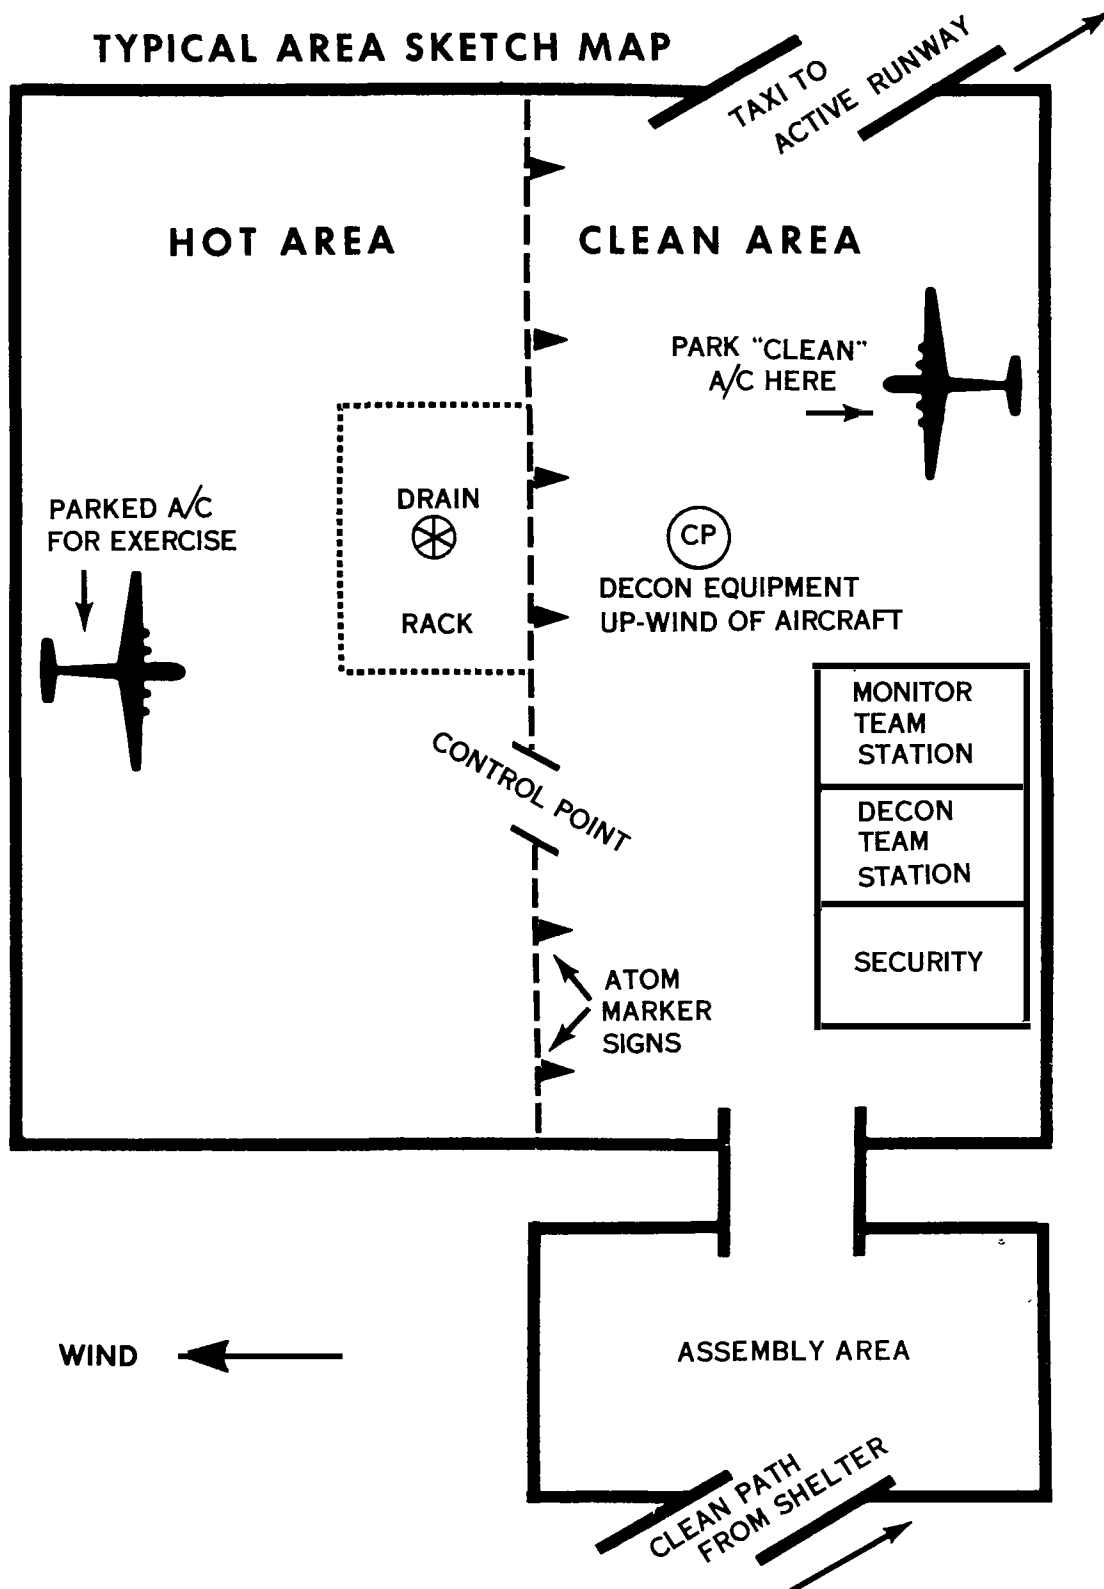 TYPICAL AREA SKETCH MAP
TAXI TO
ACTIVE RUNWAY
HOT AREA
CLEAN AREA
PARK "CLEAN"
A/C HERE
PARKED A/C
FOR EXERCISE
DRAIN
RACK
CP
DECON EQUIPMENT
UP-WIND OF AIRCRAFT
CONTROL POINT
MONITOR
TEAM
STATION
DECON
TEAM
STATION
SECURITY
ATOM
MARKER
SIGNS
WIND
ASSEMBLY AREA
CLEAN PATH
FROM SHELTER